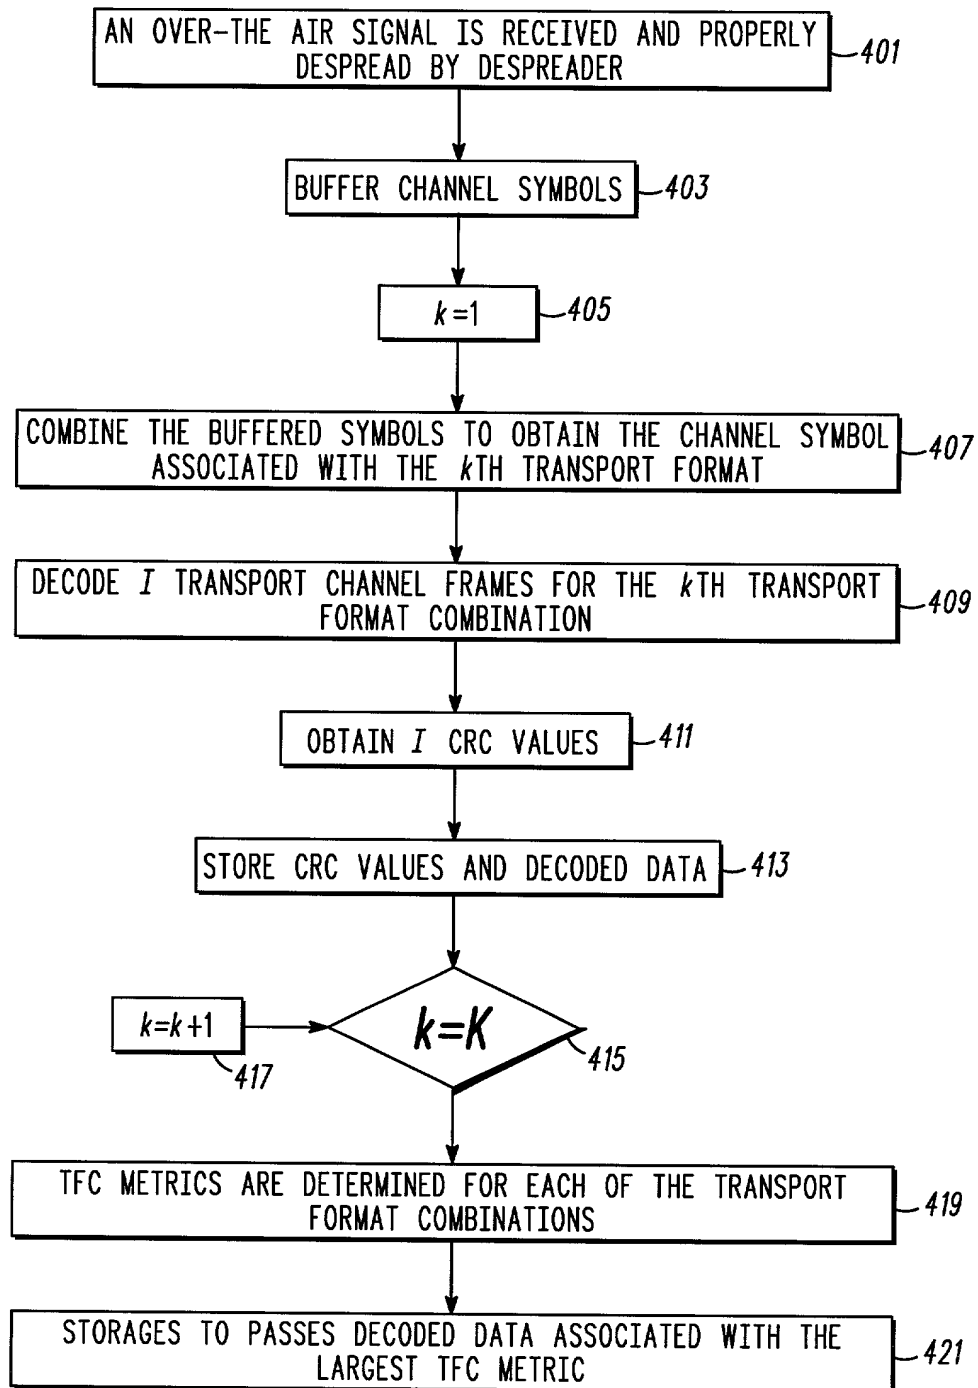 AN OVER-THE AIR SIGNAL IS RECEIVED AND PROPERLY
DESPREAD BY DESPREADER
401
BUFFER CHANNEL SYMBOLS
403
k=1
405
COMBINE THE BUFFERED SYMBOLS TO OBTAIN THE CHANNEL SYMBOL
ASSOCIATED WITH THE kTH TRANSPORT FORMAT
407
DECODE I TRANSPORT CHANNEL FRAMES FOR THE kTH TRANSPORT
FORMAT COMBINATION
409
OBTAIN I CRC VALUES
411
STORE CRC VALUES AND DECODED DATA
413
k=k+1
417
k=K
415
TFC METRICS ARE DETERMINED FOR EACH OF THE TRANSPORT
FORMAT COMBINATIONS
419
STORAGES TO PASSES DECODED DATA ASSOCIATED WITH THE
LARGEST TFC METRIC
421